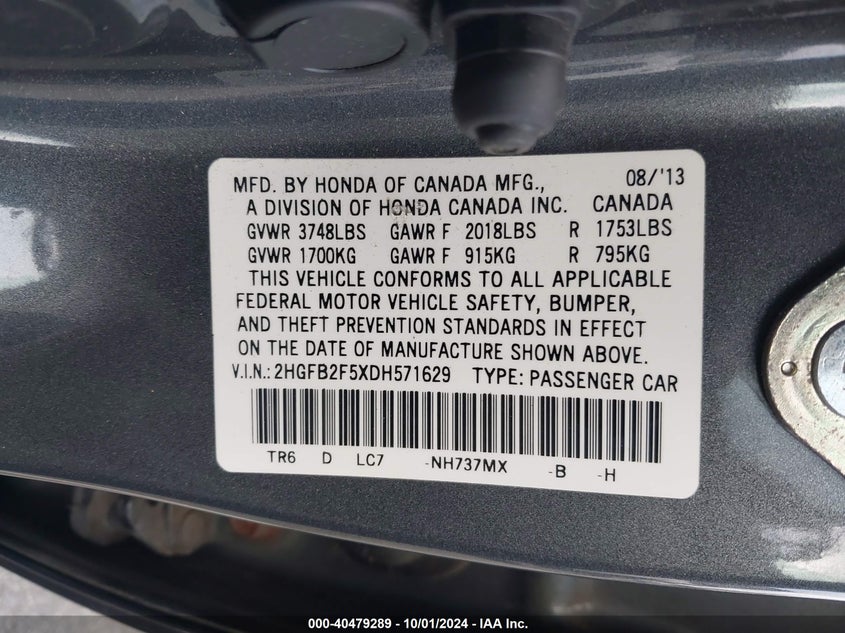 MFD. BY HONDA OF CANADA MFG., 08/'13
A DIVISION OF HONDA CANADA INC. CANADA
GVWR 3748LBS GAWR F 2018LBS R 1753LBS
GVWR 1700KG GAWR F 915KG R 795KG
THIS VEHICLE CONFORMS TO ALL APPLICABLE
FEDERAL MOTOR VEHICLE SAFETY, BUMPER,
AND THEFT PREVENTION STANDARDS IN EFFECT
ON THE DATE OF MANUFACTURE SHOWN ABOVE.
V.I.N.: 2HGFB2F5XDH571629 TYPE: PASSENGER CAR
TR6 D LC7 -NH737MX -B -H
000-40479289 - 10/01/2024 - IAA Inc.